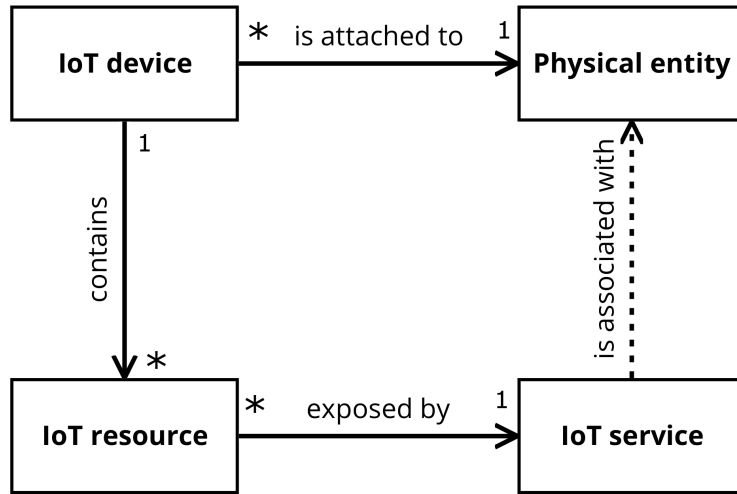 IoT device
* is attached to 1
Physical entity
1
contains
is associated with
*
IoT resource
* exposed by 1
IoT service